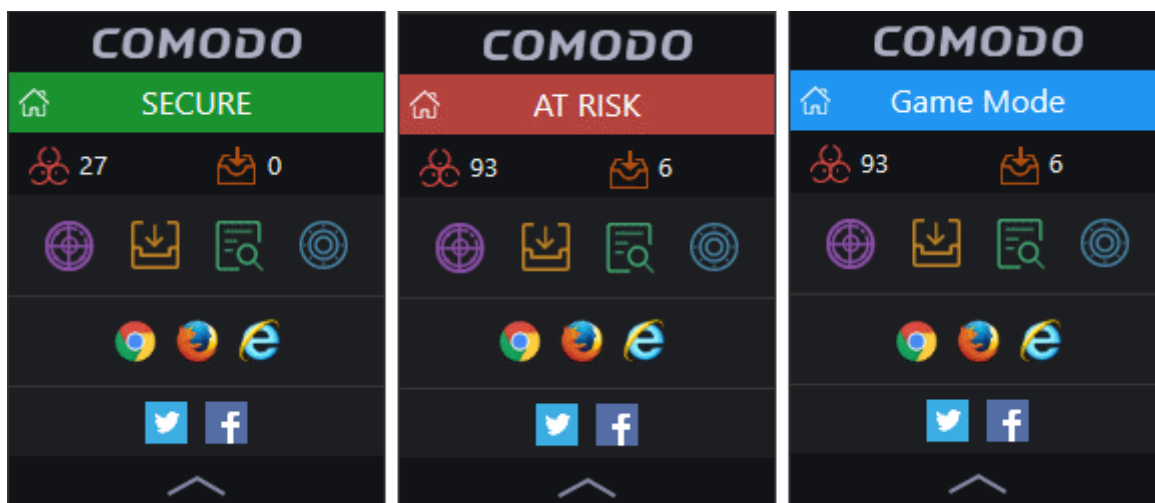 COMODO
SECURE
27 0
COMODO
AT RISK
93 6
COMODO
Game Mode
93 6